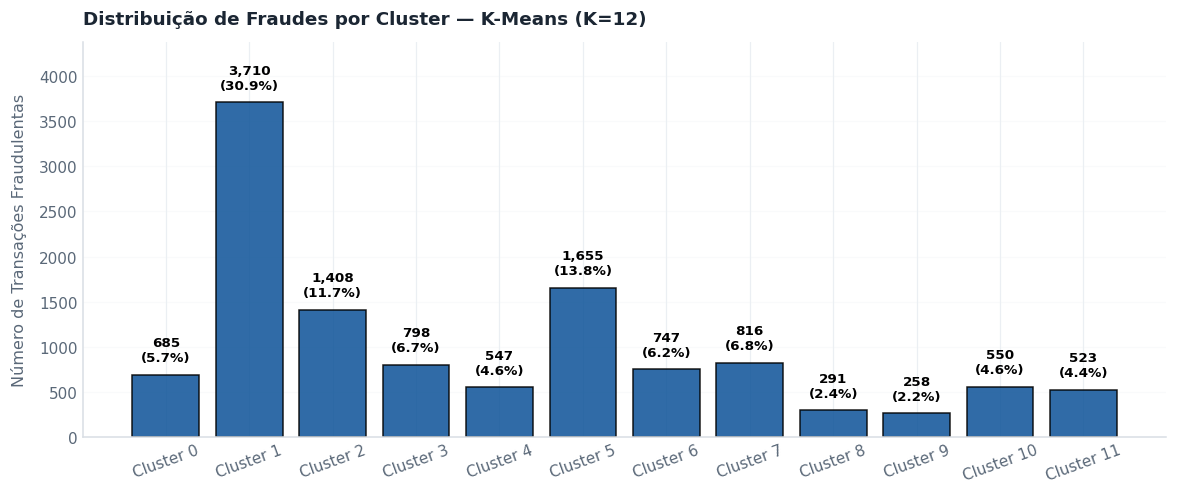 Distribuição de Fraudes por Cluster — K-Means (K=12)
Número de Transações Fraudulentas
4000
3500
3000
2500
2000
1500
1000
500
0
685
(5.7%)
3,710
(30.9%)
1,408
(11.7%)
798
(6.7%)
547
(4.6%)
1,655
(13.8%)
747
(6.2%)
816
(6.8%)
291
(2.4%)
258
(2.2%)
550
(4.6%)
523
(4.4%)
Cluster 0
Cluster 1
Cluster 2
Cluster 3
Cluster 4
Cluster 5
Cluster 6
Cluster 7
Cluster 8
Cluster 9
Cluster 10
Cluster 11